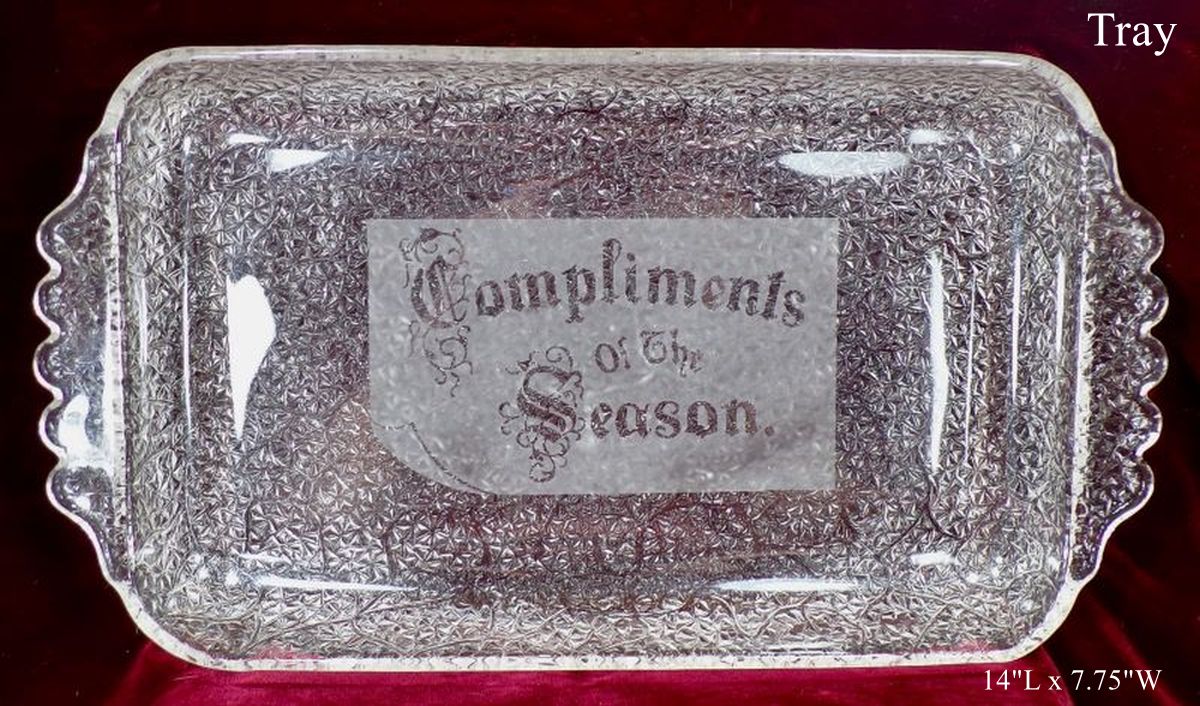 Tray
Compliments
Of The
Season.
14"L x 7.75"W